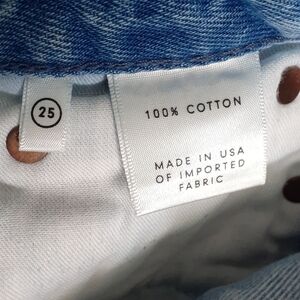 25
100% COTTON
MADE IN USA
OF IMPORTED
FABRIC